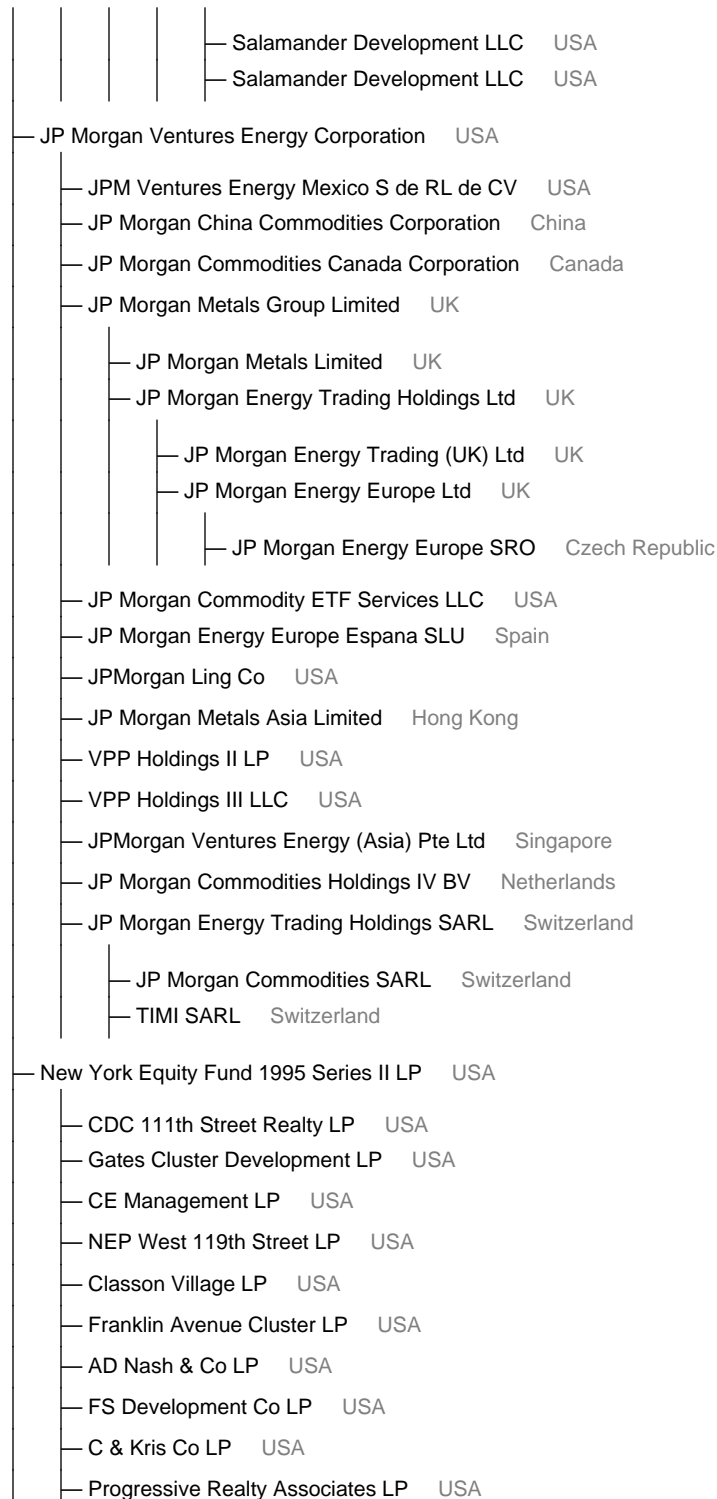 Salamander Development LLC USA
Salamander Development LLC USA
JP Morgan Ventures Energy Corporation USA
JPM Ventures Energy Mexico S de RL de CV USA
JP Morgan China Commodities Corporation China
JP Morgan Commodities Canada Corporation Canada
JP Morgan Metals Group Limited UK
JP Morgan Metals Limited UK
JP Morgan Energy Trading Holdings Ltd UK
JP Morgan Energy Trading (UK) Ltd UK
JP Morgan Energy Europe Ltd UK
JP Morgan Energy Europe SRO Czech Republic
JP Morgan Commodity ETF Services LLC USA
JP Morgan Energy Europe Espana SLU Spain
JPMorgan Ling Co USA
JP Morgan Metals Asia Limited Hong Kong
VPP Holdings II LP USA
VPP Holdings III LLC USA
JPMorgan Ventures Energy (Asia) Pte Ltd Singapore
JP Morgan Commodities Holdings IV BV Netherlands
JP Morgan Energy Trading Holdings SARL Switzerland
JP Morgan Commodities SARL Switzerland
TIMI SARL Switzerland
New York Equity Fund 1995 Series II LP USA
CDC 111th Street Realty LP USA
Gates Cluster Development LP USA
CE Management LP USA
NEP West 119th Street LP USA
Classon Village LP USA
Franklin Avenue Cluster LP USA
AD Nash & Co LP USA
FS Development Co LP USA
C & Kris Co LP USA
Progressive Realty Associates LP USA